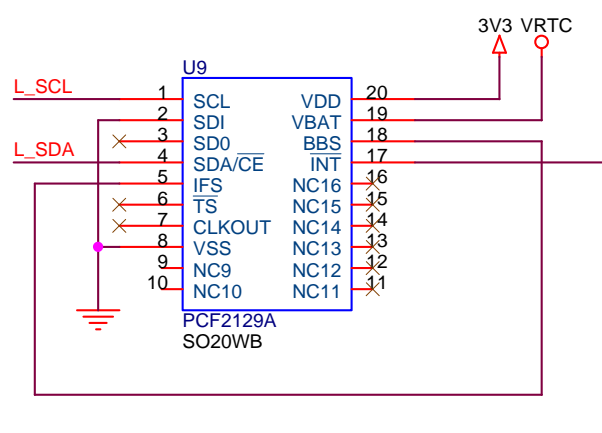 3V3 VRTC
U9
L_SCL 1 SCL VDD 20
2 SDI VBAT 19
3 SD0 BBS 18
L_SDA 4 SDA/CE INT 17
5 IFS NC16 16
6 TS NC15 15
7 CLKOUT NC14 14
8 VSS NC13 13
9 NC9 NC12 12
10 NC10 NC11 11
PCF2129A
SO20WB